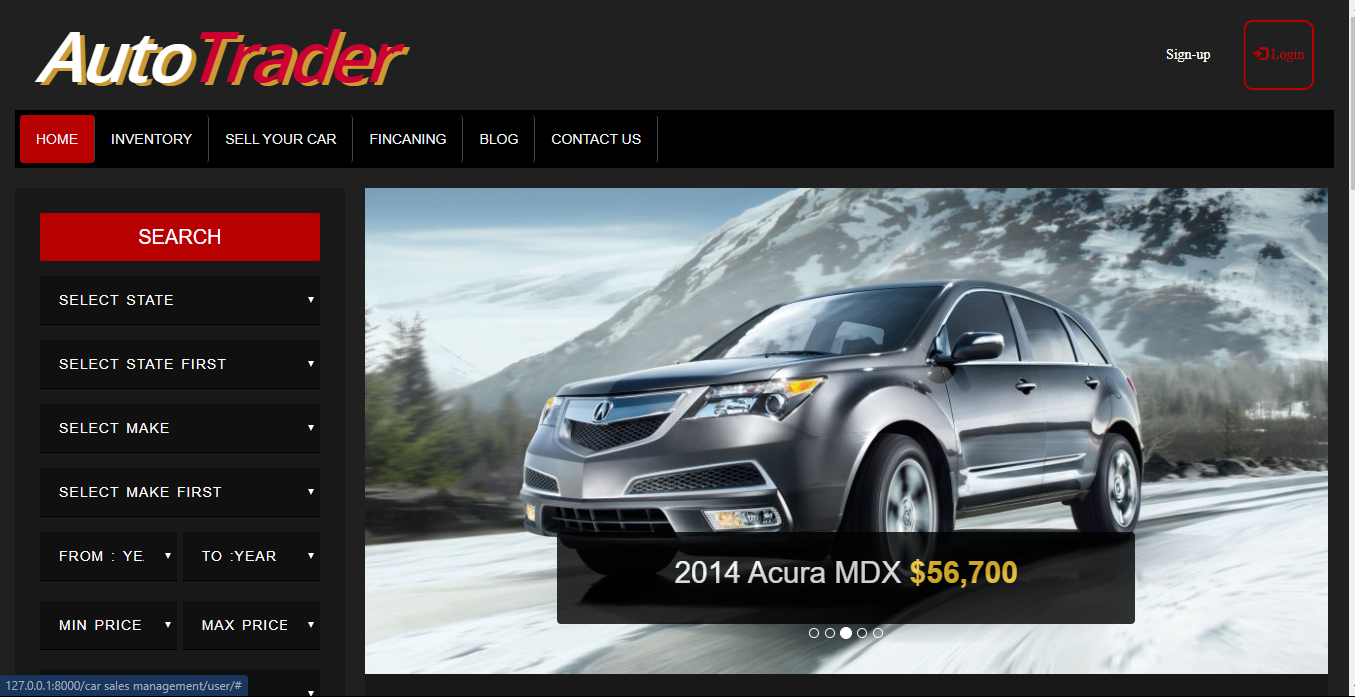 AutoTrader
Sign-up
Login
HOME INVENTORY SELL YOUR CAR FINCANING BLOG CONTACT US
SEARCH
SELECT STATE
SELECT STATE FIRST
SELECT MAKE
SELECT MAKE FIRST
FROM : YE
TO :YEAR
MIN PRICE
MAX PRICE
2014 Acura MDX $56,700
127.0.0.1:8000/car sales management/user/#